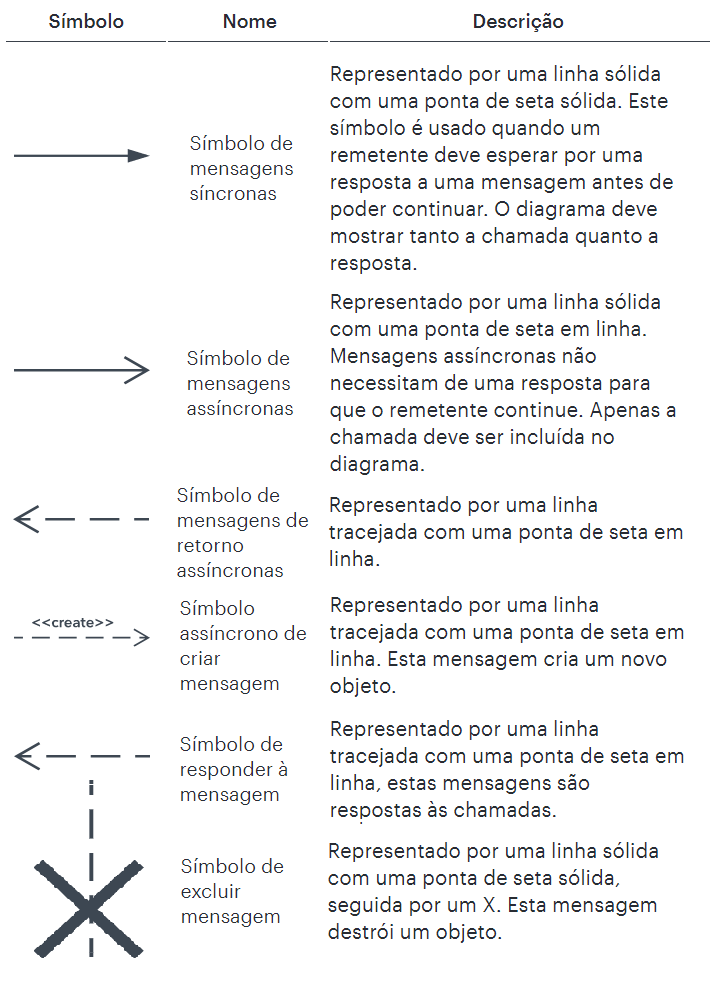 Símbolo Nome Descrição
Símbolo de
mensagens
síncronas
Representado por uma linha sólida
com uma ponta de seta sólida. Este
símbolo é usado quando um
remetente deve esperar por uma
resposta a uma mensagem antes de
poder continuar. O diagrama deve
mostrar tanto a chamada quanto a
resposta.
Símbolo de
mensagens
assíncronas
Representado por uma linha sólida
com uma ponta de seta em linha.
Mensagens assíncronas não
necessitam de uma resposta para
que o remetente continue. Apenas a
chamada deve ser incluída no
diagrama.
Símbolo de
mensagens de
retorno
assíncronas
Representado por uma linha
tracejada com uma ponta de seta em
linha.
<<create>>
Símbolo
assíncrono de
criar
mensagem
Representado por uma linha
tracejada com uma ponta de seta em
linha. Esta mensagem cria um novo
objeto.
Símbolo de
responder à
mensagem
Representado por uma linha
tracejada com uma ponta de seta em
linha, estas mensagens são
respostas às chamadas.
Símbolo de
excluir
mensagem
Representado por uma linha sólida
com uma ponta de seta sólida,
seguida por um X. Esta mensagem
destrói um objeto.